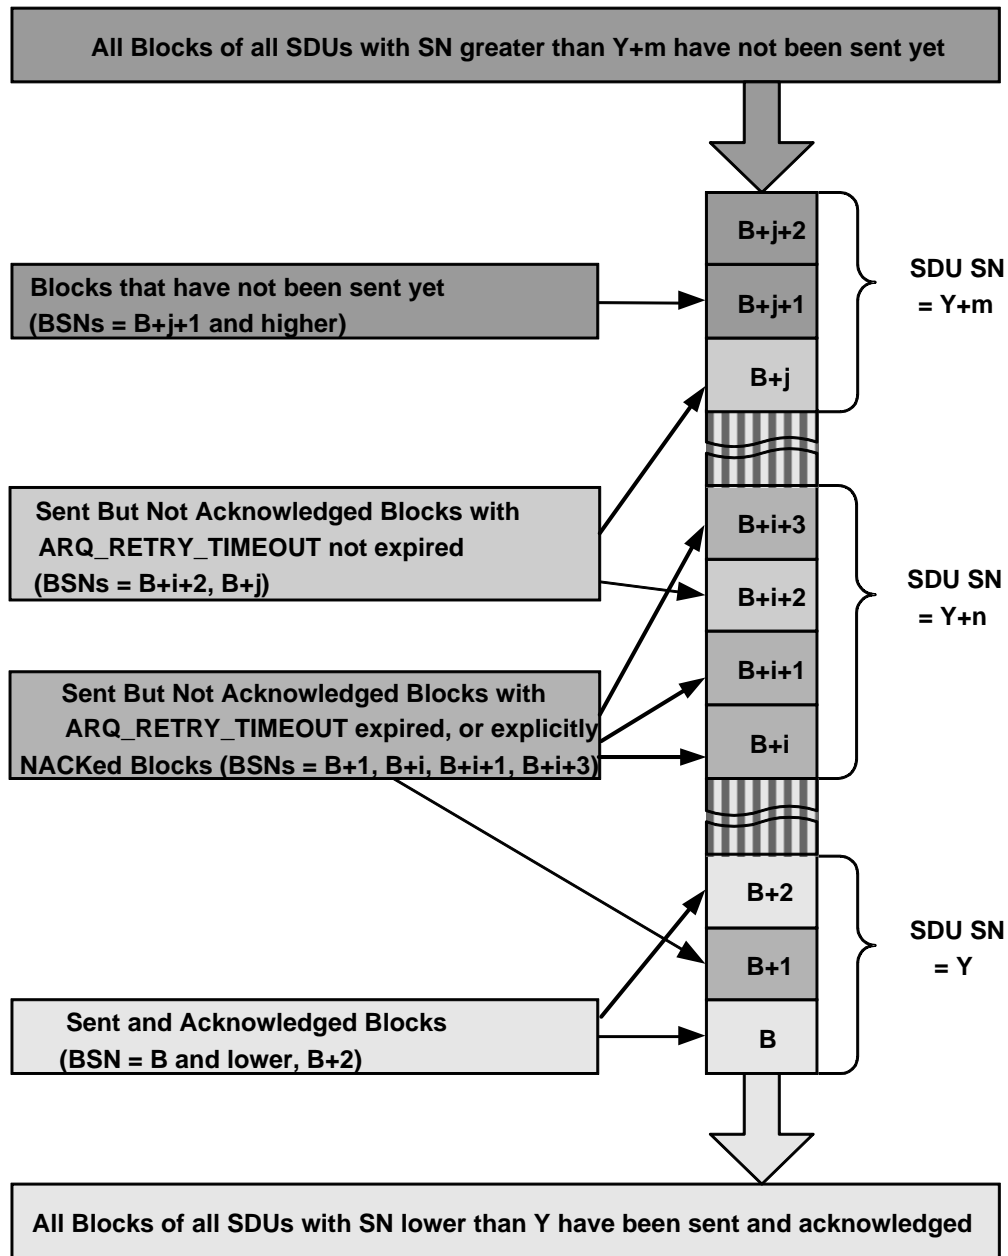 All Blocks of all SDUs with SN greater than Y+m have not been sent yet
B+j+2
SDU SN
= Y+m
Blocks that have not been sent yet
(BSNs = B+j+1 and higher)
B+j+1
B+j
Sent But Not Acknowledged Blocks with
ARQ_RETRY_TIMEOUT not expired
(BSNs = B+i+2, B+j)
B+i+3
B+i+2
SDU SN
= Y+n
B+i+1
Sent But Not Acknowledged Blocks with
ARQ_RETRY_TIMEOUT expired, or explicitly
NACKed Blocks (BSNs = B+1, B+i, B+i+1, B+i+3)
B+i
B+2
B+1
SDU SN
= Y
Sent and Acknowledged Blocks
(BSN = B and lower, B+2)
B
All Blocks of all SDUs with SN lower than Y have been sent and acknowledged